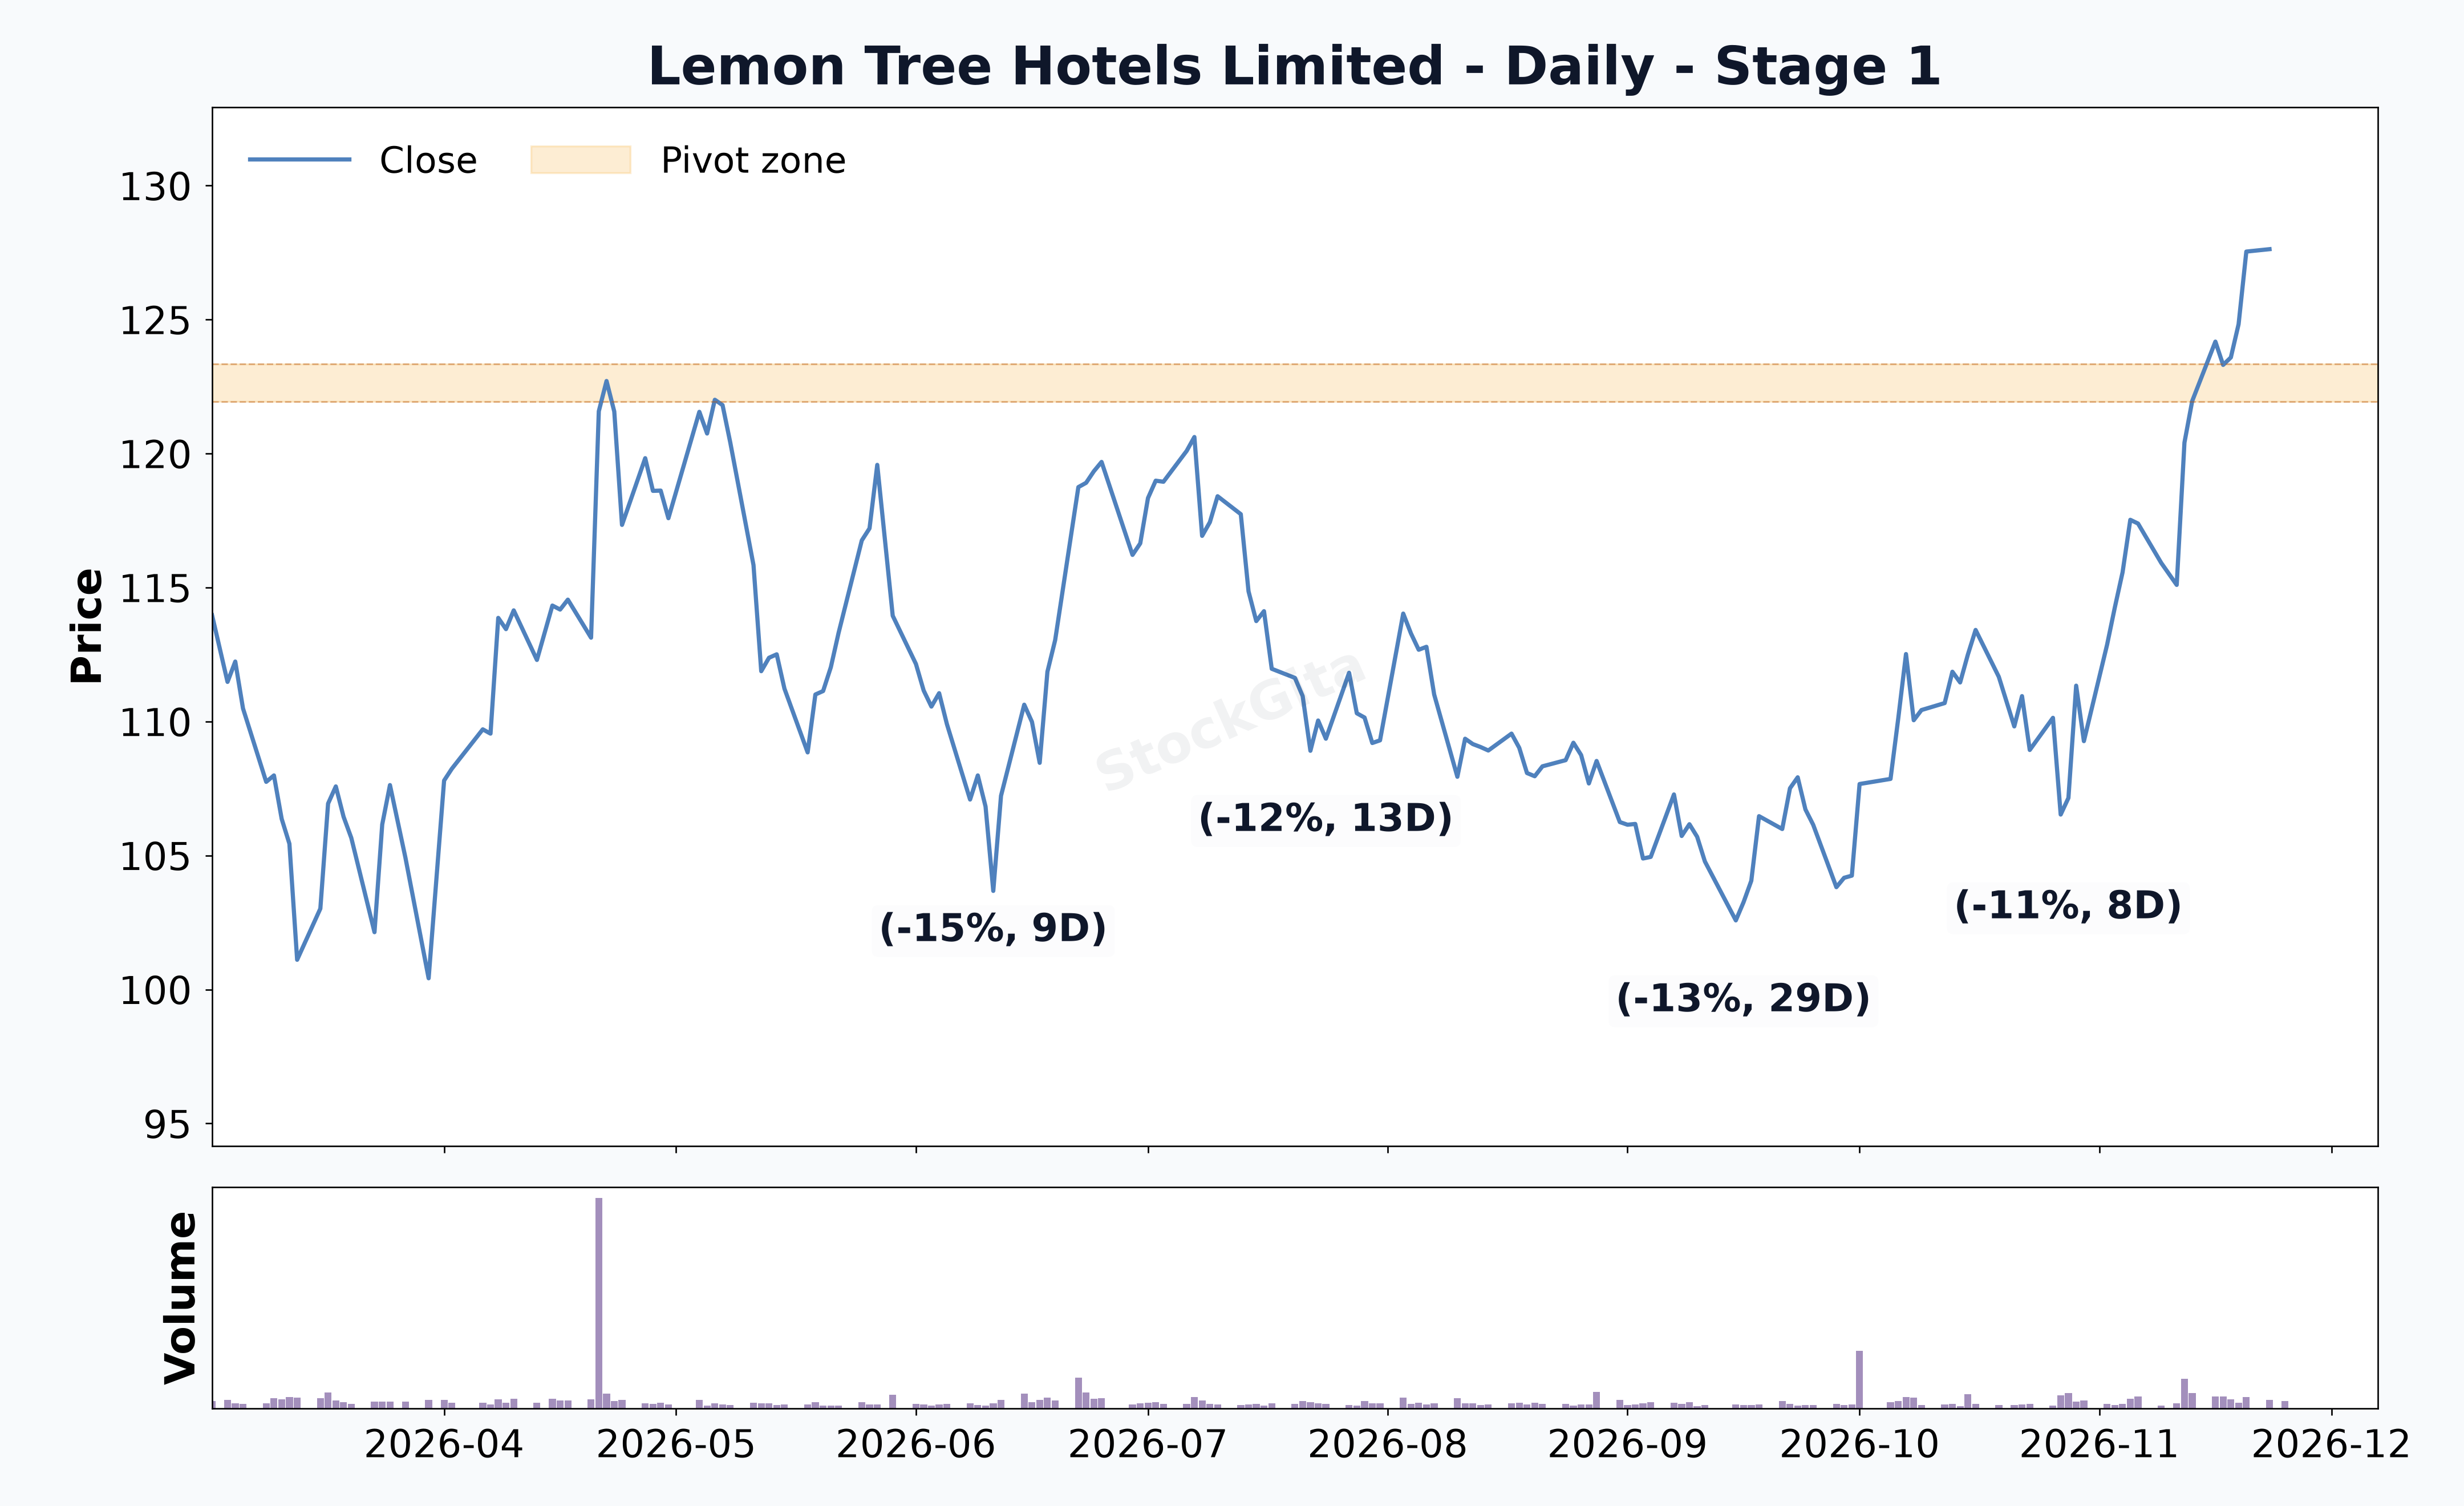 Lemon Tree Hotels Limited - Daily - Stage 1
Close
Pivot zone
130
125
120
115
110
105
100
95
Price
StockGita
(-12%, 13D)
(-15%, 9D)
(-11%, 8D)
(-13%, 29D)
Volume
2026-04
2026-05
2026-06
2026-07
2026-08
2026-09
2026-10
2026-11
2026-12